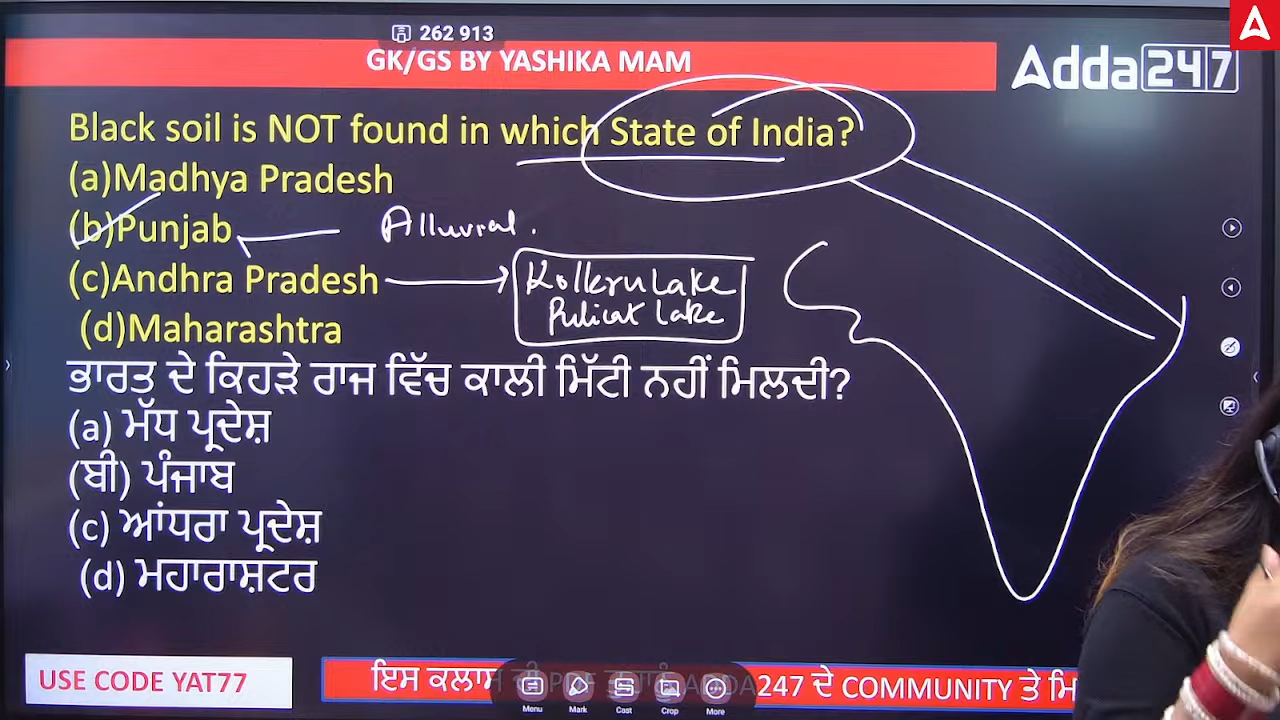 262 913
GK/GS BY YASHIKA MAM
Adda247
Black soil is NOT found in which State of India?
(a)Madhya Pradesh
(b)Punjab
Alluvial.
(c)Andhra Pradesh
Kolleru Lake
Pulicat Lake
(d)Maharashtra
ਭਾਰਤ ਦੇ ਕਿਹੜੇ ਰਾਜ ਵਿੱਚ ਕਾਲੀ ਮਿੱਟੀ ਨਹੀਂ ਮਿਲਦੀ?
(a) ਮੱਧ ਪ੍ਰਦੇਸ਼
(ਬੀ) ਪੰਜਾਬ
(c) ਆਂਧਰਾ ਪ੍ਰਦੇਸ਼
(d) ਮਹਾਰਾਸ਼ਟਰ
USE CODE YAT77
ਇਸ ਕਲਾਸ ADDA 247 ਦੇ COMMUNITY ਤੇ
Menu Mark Cast Crop More